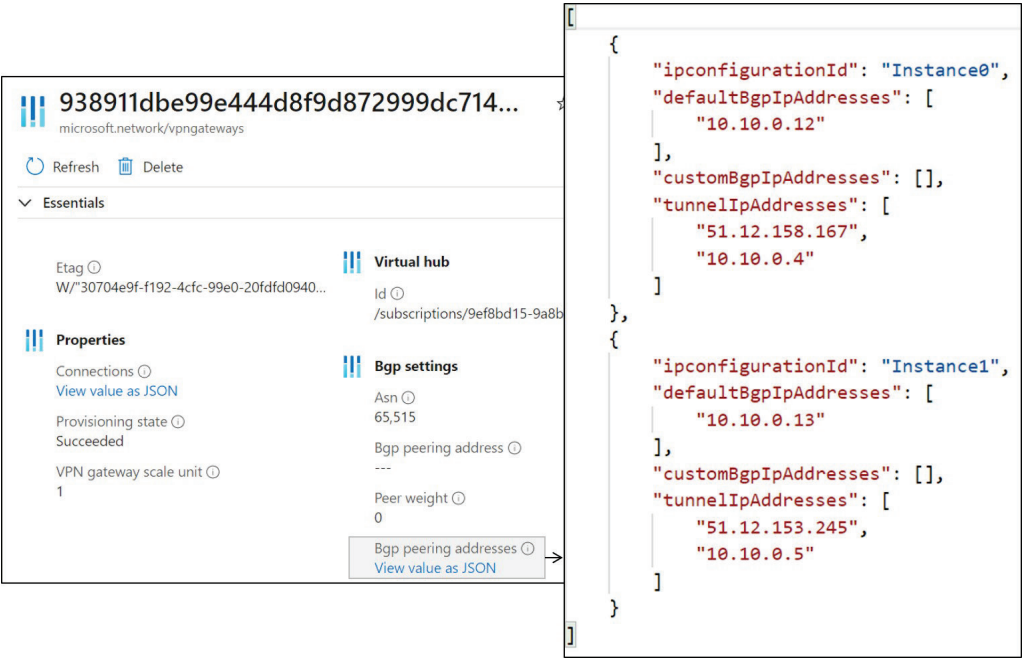 938911dbe99e444d8f9d872999dc714...
microsoft.network/vpngateways
Refresh Delete
Essentials
Etag
W/"30704e9f-f192-4cfc-99e0-20fdfd0940...
Properties
Connections
View value as JSON
Provisioning state
Succeeded
VPN gateway scale unit
1
Virtual hub
Id
/subscriptions/9ef8bd15-9a8b
Bgp settings
Asn
65,515
Bgp peering address
---
Peer weight
0
Bgp peering addresses
View value as JSON
[
{
"ipconfigurationId": "Instance0",
"defaultBgpIpAddresses": [
"10.10.0.12"
],
"customBgpIpAddresses": [],
"tunnelIpAddresses": [
"51.12.158.167",
"10.10.0.4"
]
},
{
"ipconfigurationId": "Instance1",
"defaultBgpIpAddresses": [
"10.10.0.13"
],
"customBgpIpAddresses": [],
"tunnelIpAddresses": [
"51.12.153.245",
"10.10.0.5"
]
}
]